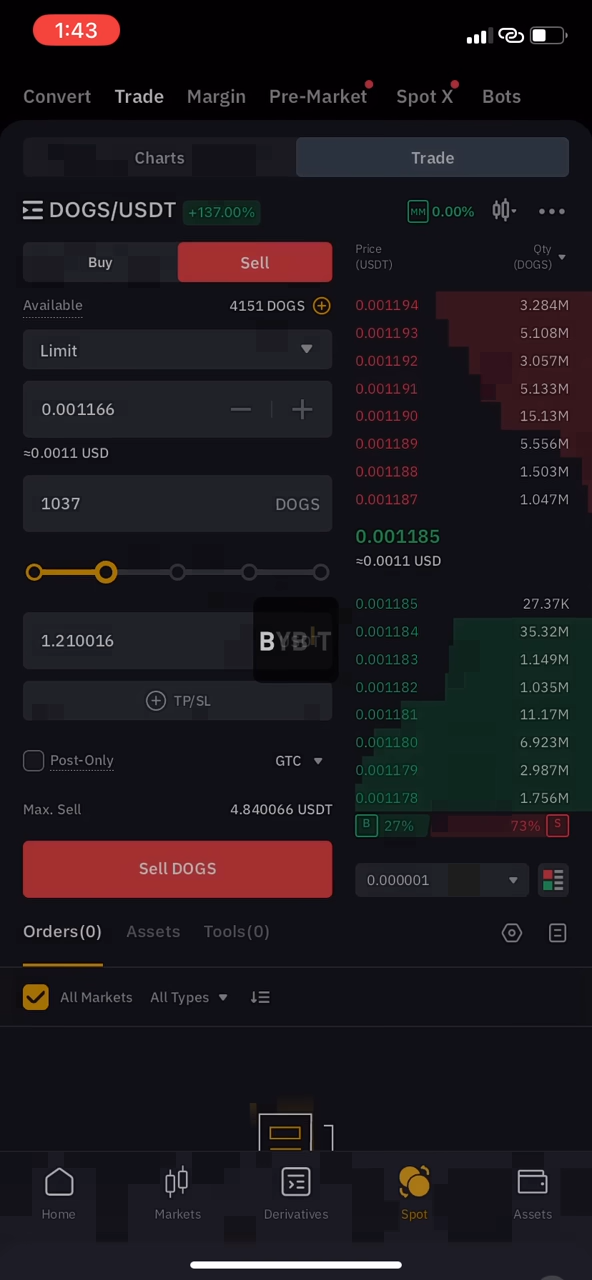 1:43
Convert Trade Margin Pre-Market Spot X Bots
Charts Trade
DOGS/USDT +137.00% MM 0.00%
Buy Sell
Available 4151 DOGS
Limit
0.001166
≈0.0011 USD
1037 DOGS
1.210016
BYBIT
TP/SL
Post-Only GTC
Max. Sell 4.840066 USDT
Sell DOGS
Price Qty
(USDT) (DOGS)
0.001194 3.284M
0.001193 5.108M
0.001192 3.057M
0.001191 5.133M
0.001190 15.13M
0.001189 5.556M
0.001188 1.503M
0.001187 1.047M
0.001185
≈0.0011 USD
0.001185 27.37K
0.001184 35.32M
0.001183 1.149M
0.001182 1.035M
0.001181 11.17M
0.001180 6.923M
0.001179 2.987M
0.001178 1.756M
B 27% 73% S
0.000001
Orders(0) Assets Tools(0)
All Markets All Types
Home Markets Derivatives Spot Assets